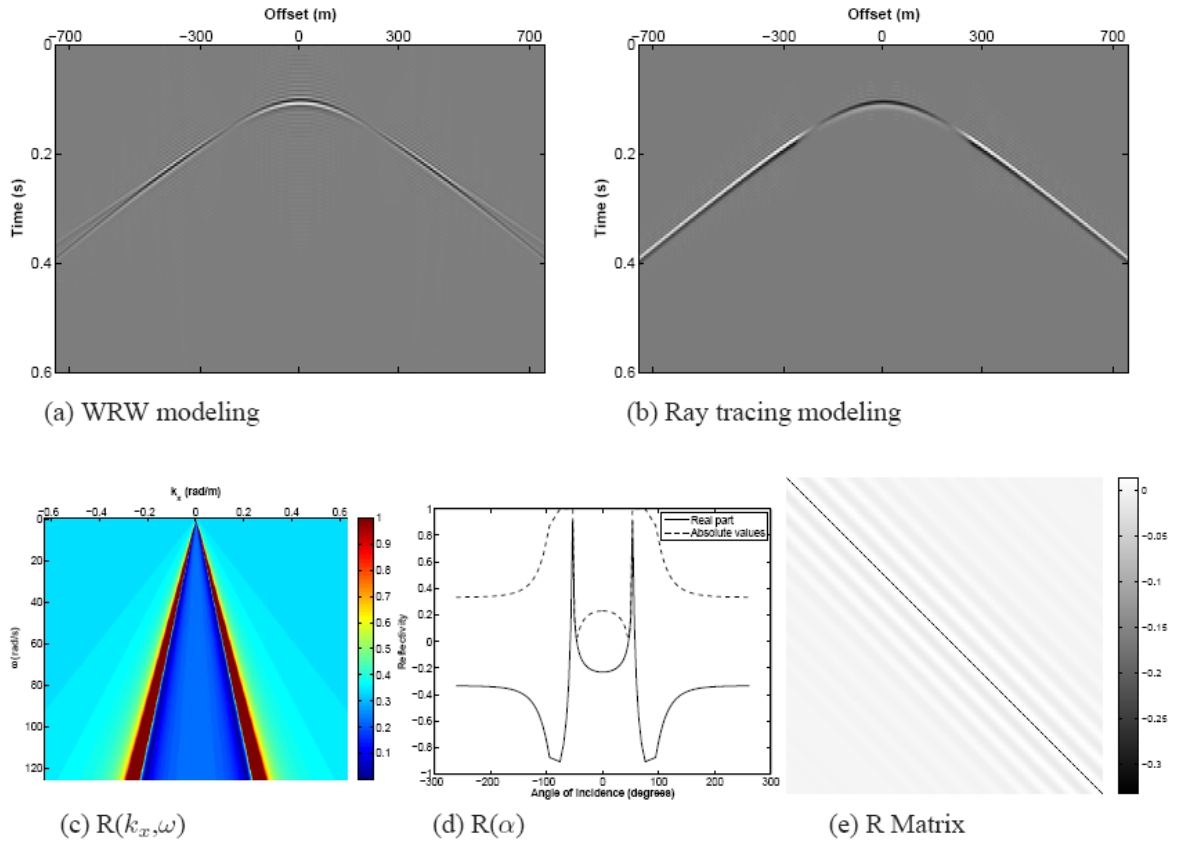 Offset (m)
−700 −300 0 300 700
0
0.2
0.4
0.6
Time (s)
(a) WRW modeling
Offset (m)
−700 −300 0 300 700
0
0.2
0.4
0.6
Time (s)
(b) Ray tracing modeling
k_x (rad/m)
−0.6 −0.4 −0.2 0 0.2 0.4 0.6
0
20
40
60
80
100
120
ω(rad/s)
1
0.9
0.8
0.7
0.6
0.5
0.4
0.3
0.2
0.1
Reflectivity
(c) R(k_x,ω)
1
0.8
0.6
0.4
0.2
0
−0.2
−0.4
−0.6
−0.8
−1
Real part
Absolute values
−300 −200 −100 0 100 200 300
Angle of Incidence (degrees)
(d) R(α)
0
−0.05
−0.1
−0.15
−0.2
−0.25
−0.3
(e) R Matrix